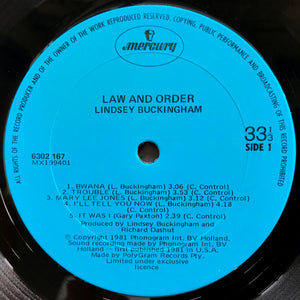 ALL RIGHTS OF THE RECORD PRODUCER AND OF THE OWNER OF THE WORK RESERVED. COPYING, PUBLIC PERFORMANCE AND BROADCASTING OF THIS RECORD PROHIBITED
mercury
LAW AND ORDER
LINDSEY BUCKINGHAM
33 1/3
SIDE 1
6302 167
MX199401
1. BWANA (L. Buckingham) 3.06 (C. Control)
2. TROUBLE (L. Buckingham) 3.53 (C. Control)
3. MARY LEE JONES (L. Buckingham) 3.12 (C. Control)
4. I'LL TELL YOU NOW (L. Buckingham) 4.18
(C. Control)
5. IT WAS I (Gary Paxton) 2.39 (C. Control)
Produced by Lindsey Buckingham and
Richard Dashut
© Copyright 1981 Phonogram Int. BV. Holland.
Sound recording made by Phonogram Int. BV
Holland — first published 1981 in U.S.A.
Made by PolyGram Records Pty.
Limited under exclusive
licence